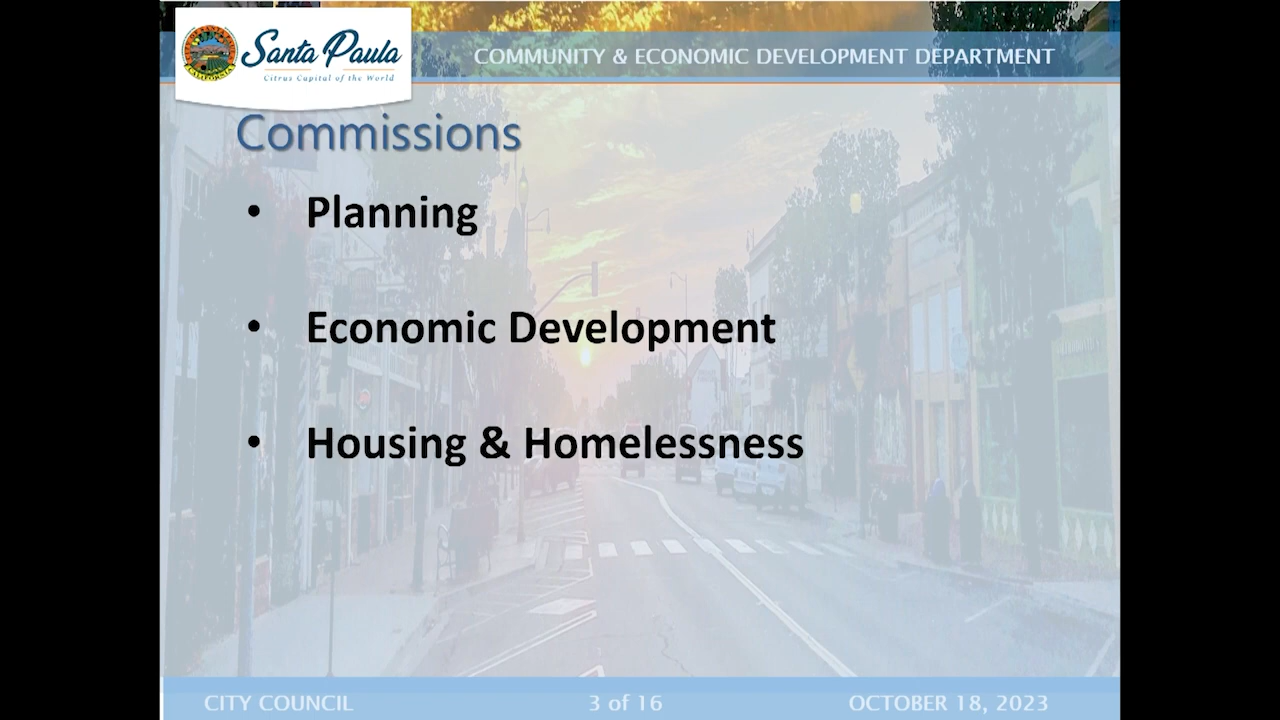 Santa Paula
Citrus Capital of the World
COMMUNITY & ECONOMIC DEVELOPMENT DEPARTMENT
Commissions
• Planning
• Economic Development
• Housing & Homelessness
CITY COUNCIL
3 of 16
OCTOBER 18, 2023